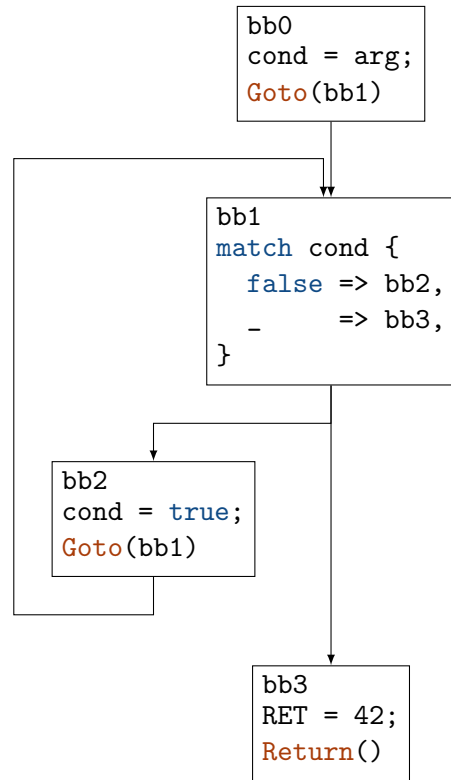 bb0
cond = arg;
Goto(bb1)
bb1
match cond {
  false => bb2,
  _     => bb3,
}
bb2
cond = true;
Goto(bb1)
bb3
RET = 42;
Return()